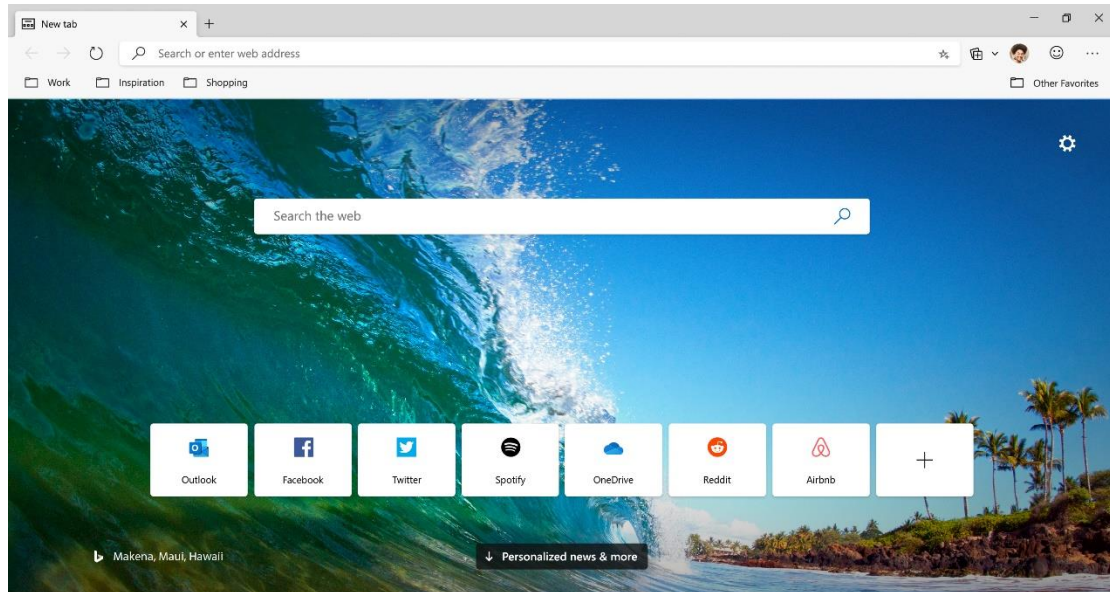 New tab
Search or enter web address
Work Inspiration Shopping Other Favorites
Search the web
Outlook Facebook Twitter Spotify OneDrive Reddit Airbnb
Makena, Maui, Hawaii
Personalized news & more